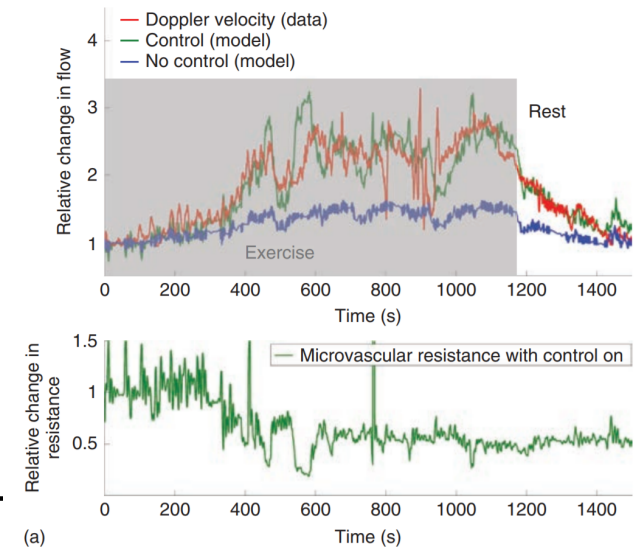 Doppler velocity (data)
Control (model)
No control (model)
Relative change in flow
4
3
2
1
Rest
Exercise
0 200 400 600 800 1000 1200 1400
Time (s)
Relative change in
resistance
1.5
1
0.5
Microvascular resistance with control on
0 200 400 600 800 1000 1200 1400
(a) Time (s)